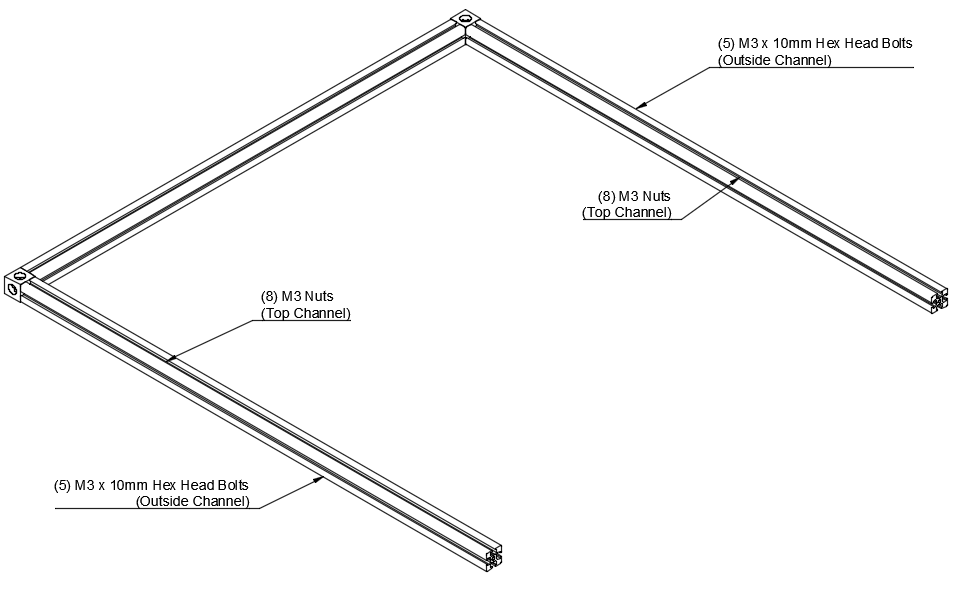 (5) M3 x 10mm Hex Head Bolts
(Outside Channel)
(8) M3 Nuts
(Top Channel)
(8) M3 Nuts
(Top Channel)
(5) M3 x 10mm Hex Head Bolts
(Outside Channel)